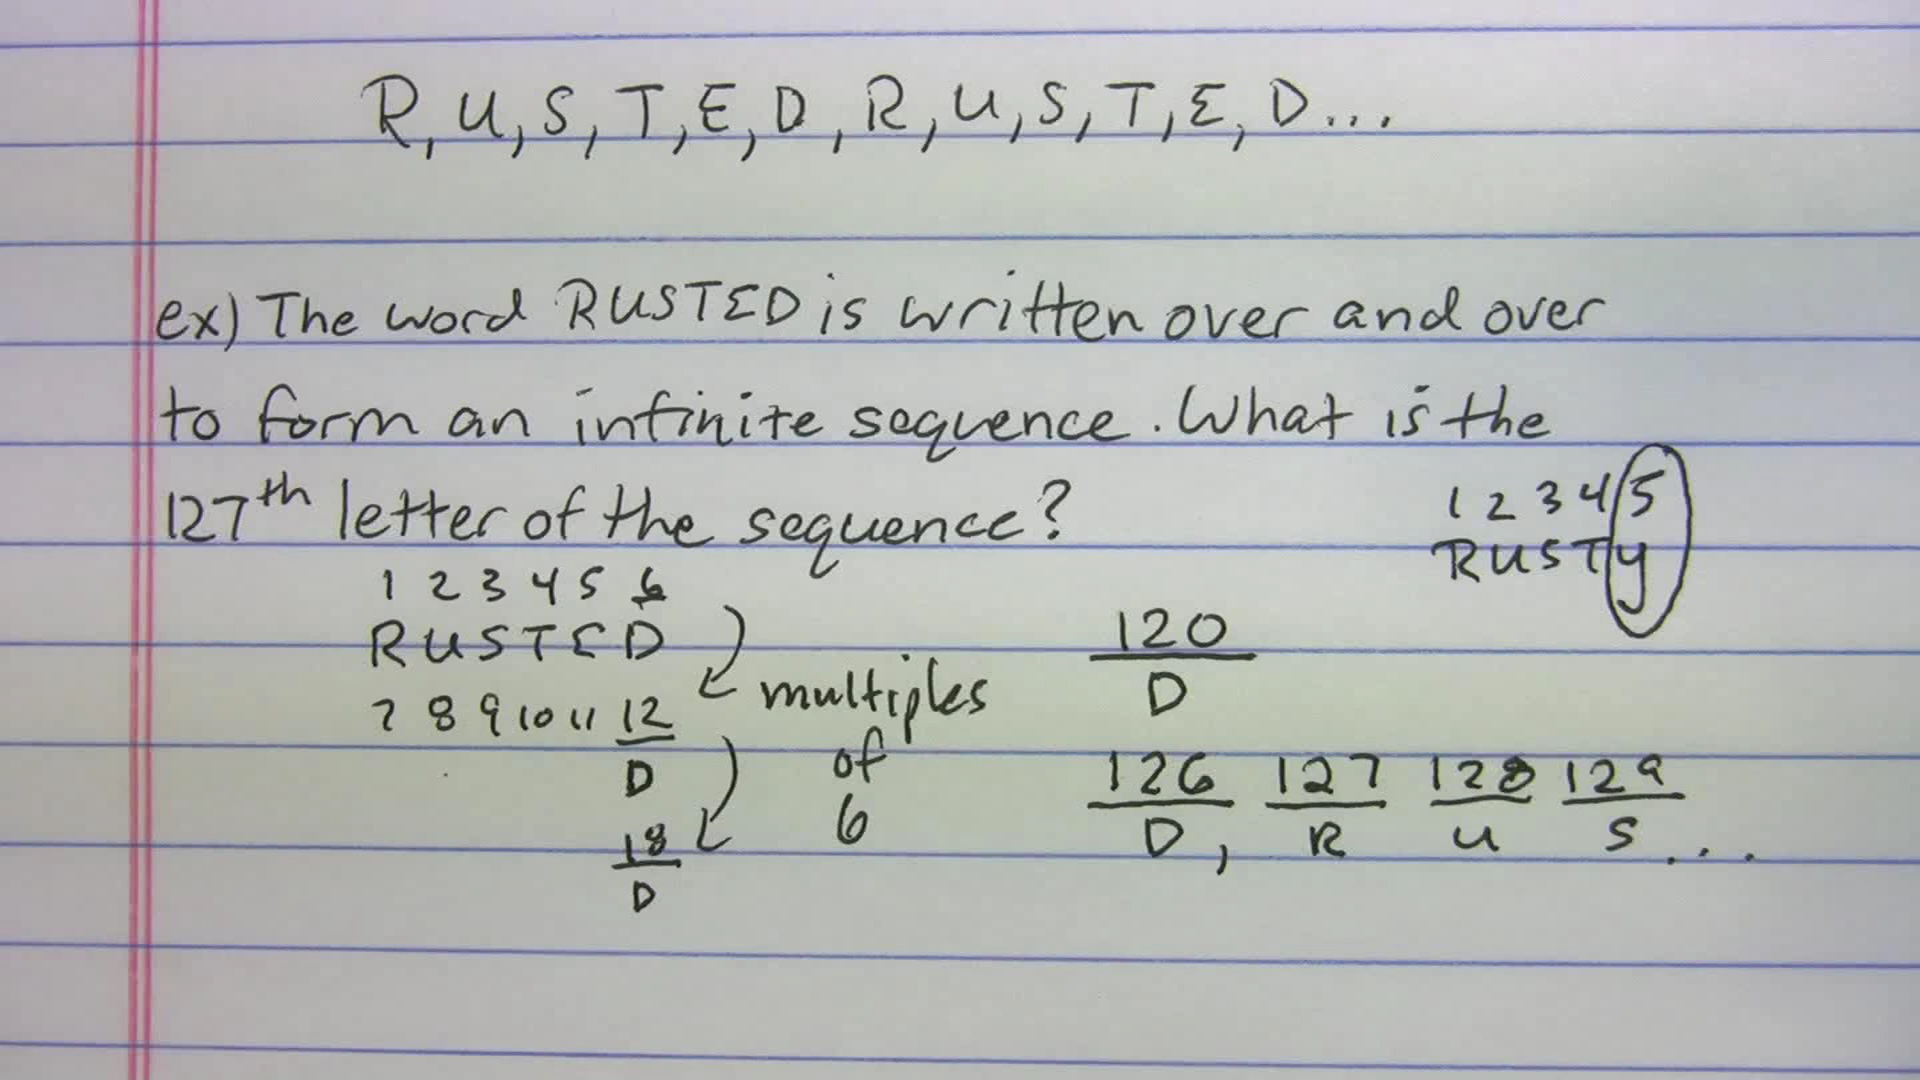 R, U, S, T, E, D, R, U, S, T, E, D...
ex) The word RUSTED is written over and over
to form an infinite sequence. What is the
127th letter of the sequence?
1 2 3 4 5
RUSTY
1 2 3 4 5 6
RUSTED
7 8 9 10 11 12
D
18
D
multiples
of
6
120
D
126 127 128 129
D, R U S...